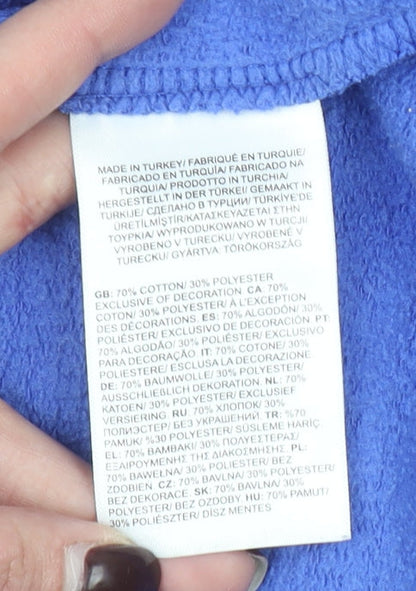 MADE IN TURKEY/ FABRIQUÉ EN TURQUIE/
FABRICADO EN TURQUÍA/ FABRICADO NA
TURQUIA/ PRODOTTO IN TURCHIA/
HERGESTELLT IN DER TÜRKEI/ GEMAAKT IN
TURKIJE/ СДЕЛАНО В ТУРЦИИ/ TÜRKİYE'DE
ÜRETİLMİŞTİR/ ΚΑΤΑΣΚΕΥΑΖΕΤΑΙ ΣΤΗΝ
ΤΟΥΡΚΙΑ/ WYPRODUKOWANO W TURCJI/
VYROBENO V TURECKU/ VYROBENÉ V
TURECKU/ GYÁRTVA: TÖRÖKORSZÁG
GB: 70% COTTON/ 30% POLYESTER
EXCLUSIVE OF DECORATION CA: 70%
COTON/ 30% POLYESTER/ À L'EXCEPTION
DES DÉCORATIONS. ES: 70% ALGODÓN/ 30%
POLIÉSTER/ EXCLUSIVO DE DECORACIÓN PT:
70% ALGODÃO/ 30% POLIÉSTER/ EXCLUSIVO
PARA DECORAÇÃO IT: 70% COTONE/ 30%
POLIESTERE/ ESCLUSA LA DECORAZIONE
DE: 70% BAUMWOLLE/ 30% POLYESTER/
AUSSCHLIEßLICH DEKORATION. NL: 70%
KATOEN/ 30% POLYESTER/ EXCLUSIEF
VERSIERING RU: 70% ХЛОПОК/ 30%
ПОЛИЭСТЕР/ БЕЗ УКРАШЕНИЙ TR: %70
PAMUK/ %30 POLYESTER/ SÜSLEME HARİÇ.
EL: 70% ΒΑΜΒΑΚΙ/ 30% ΠΟΛΥΕΣΤΕΡΑΣ/
ΕΞΑΙΡΟΥΜΕΝΗΣ ΤΗΣ ΔΙΑΚΟΣΜΗΣΗΣ. PL:
70% BAWEŁNA/ 30% POLIESTER/ BEZ
ZDOBIEN. CZ: 70% BAVLNA/ 30% POLYESTER/
BEZ DEKORACE. SK: 70% BAVLNA/ 30%
POLYESTER/ BEZ OZDOBY. HU: 70% PAMUT/
30% POLIÉSZTER/ DÍSZ MENTES